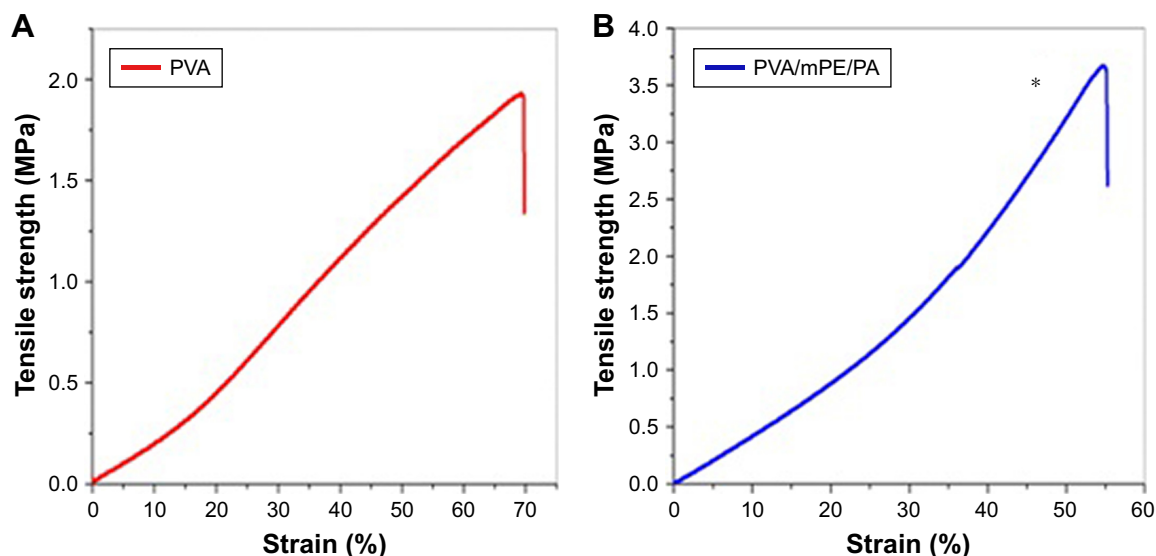 A
PVA
2.0
1.5
1.0
0.5
0.0
Tensile strength (MPa)
0 10 20 30 40 50 60 70
Strain (%)
B
PVA/mPE/PA
*
4.0
3.5
3.0
2.5
2.0
1.5
1.0
0.5
0.0
Tensile strength (MPa)
0 10 20 30 40 50 60
Strain (%)